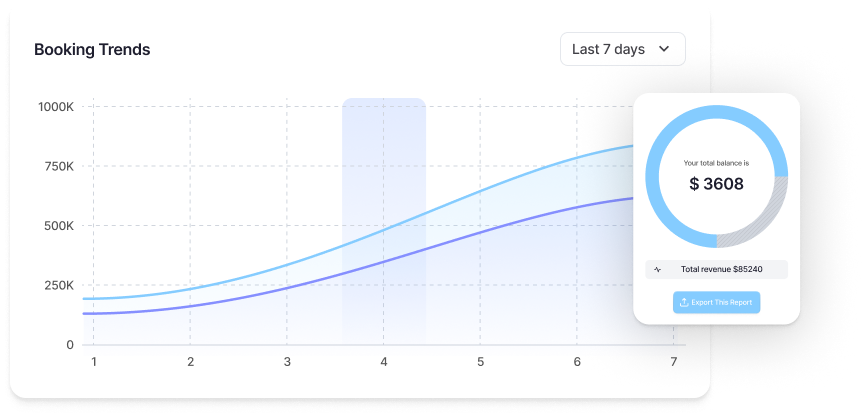 Booking Trends
Last 7 days
1000K
750K
500K
250K
0
1 2 3 4 5 6 7
Your total balance is
$ 3608
Total revenue $85240
Export This Report